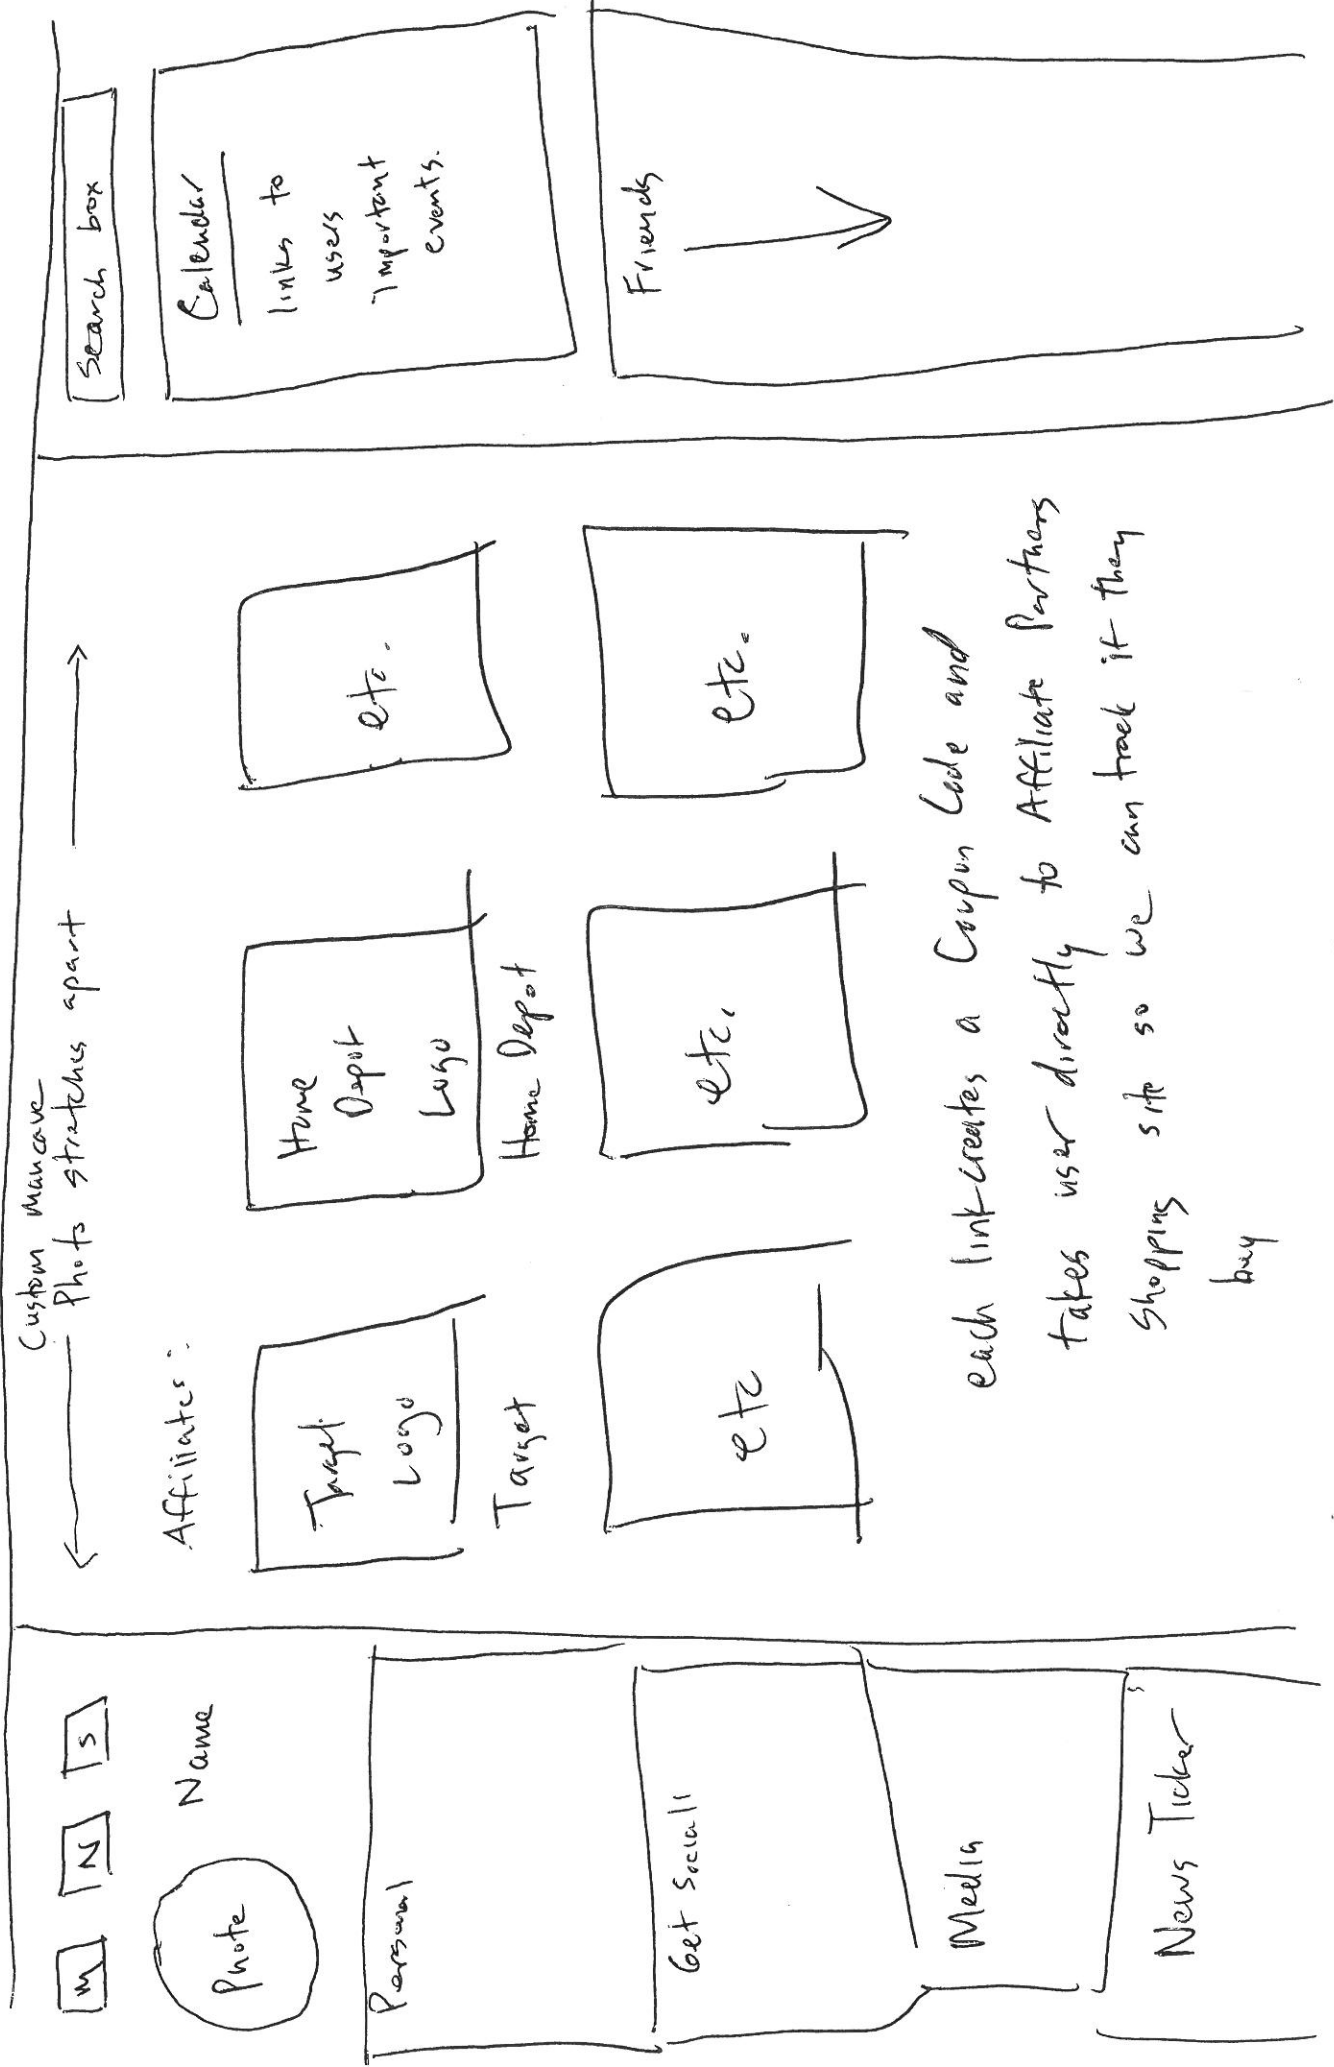 M N S
Photo
Name
Personal
Get Social!
Media
News Ticker
Custom Mancave
Photo stretches apart
Affiliates:
Target
Logo
Target
Home
Depot
Logo
Home Depot
etc.
etc
etc.
etc.
each link creates a Coupon Code and
takes user directly to Affiliate Partners
Shopping site so we can track if they
buy
Search box
Calendar
links to
users
important
events.
Friends